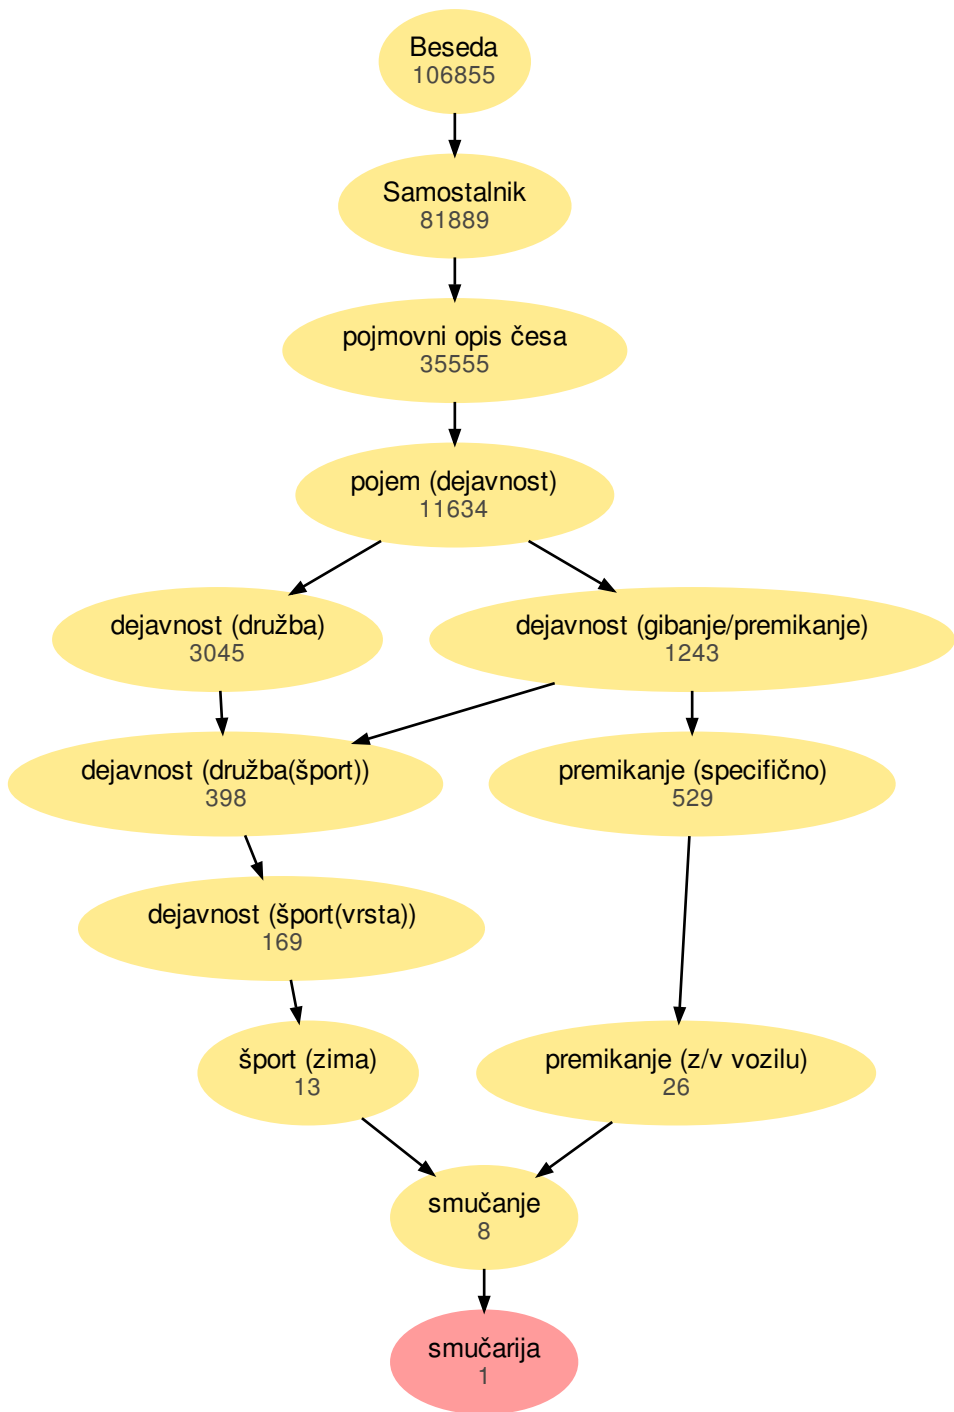 Beseda
106855
Samostalnik
81889
pojmovni opis česa
35555
pojem (dejavnost)
11634
dejavnost (družba)
3045
dejavnost (gibanje/premikanje)
1243
dejavnost (družba(šport))
398
premikanje (specifično)
529
dejavnost (šport(vrsta))
169
šport (zima)
13
premikanje (z/v vozilu)
26
smučanje
8
smučarija
1